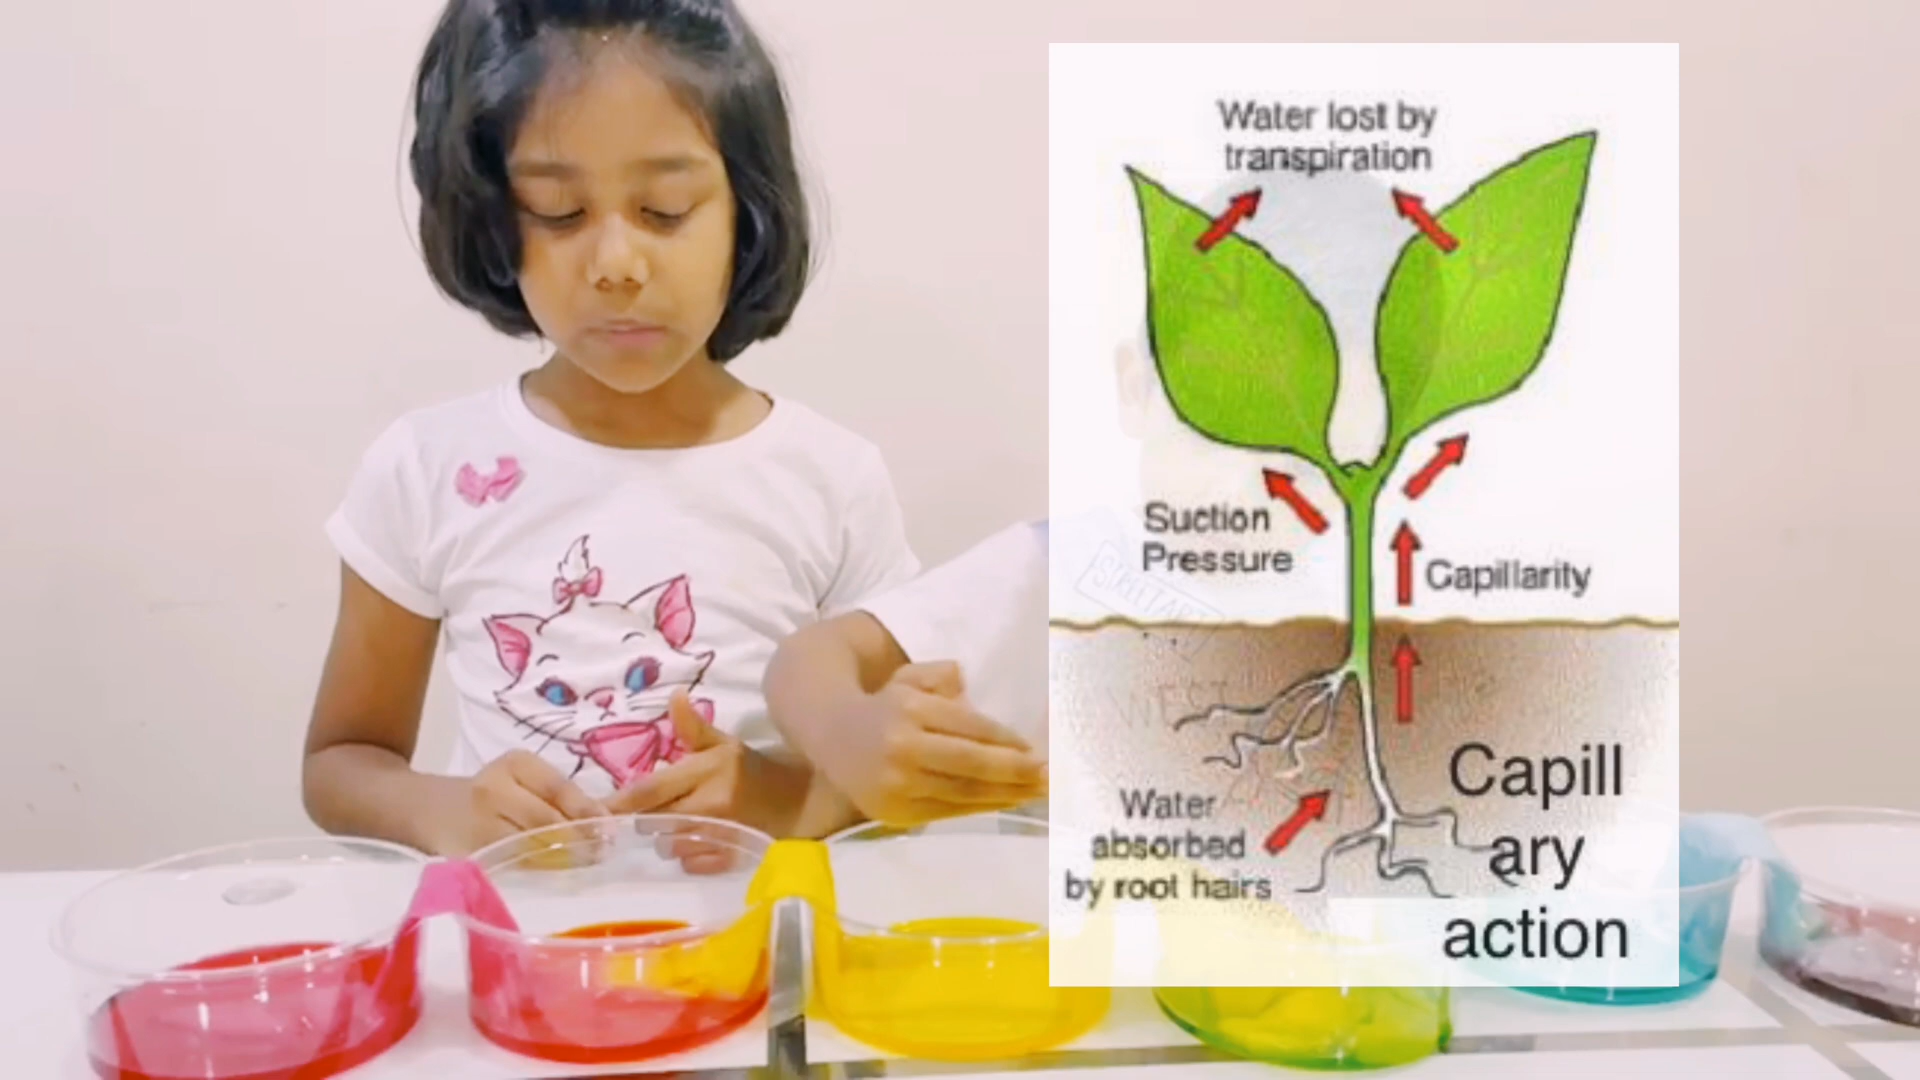 Water lost by
transpiration
Suction
Pressure
Capillarity
Water
absorbed
by root hairs
Capill
ary
action